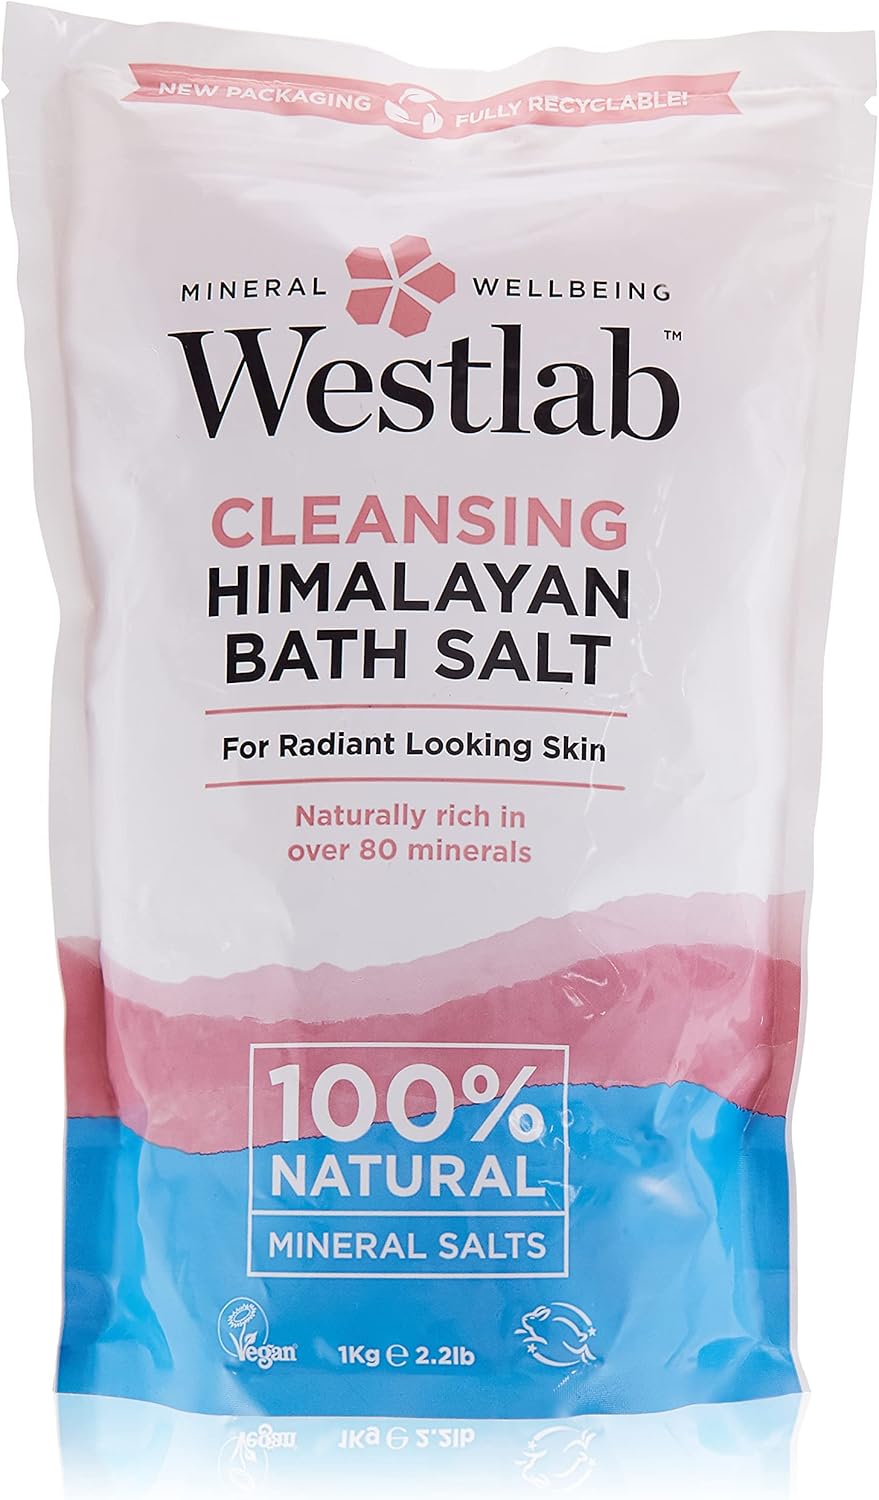 NEW PACKAGING FULLY RECYCLABLE!
MINERAL WELLBEING
Westlab™
CLEANSING
HIMALAYAN
BATH SALT
For Radiant Looking Skin
Naturally rich in
over 80 minerals
100%
NATURAL
MINERAL SALTS
Vegan 1Kg e 2.2lb